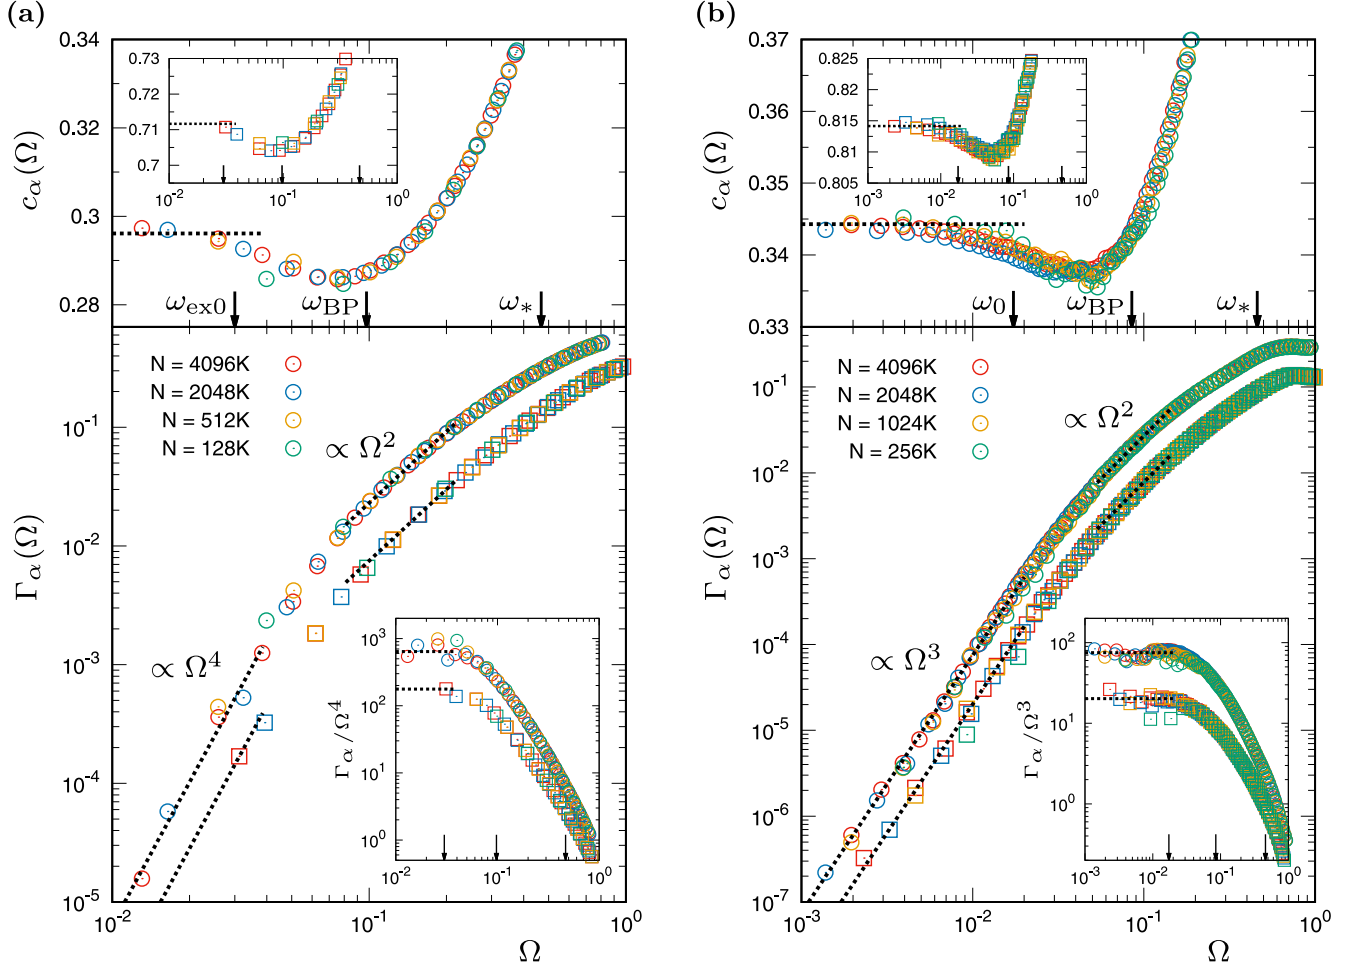 (a)
0.34
0.32
0.3
0.28
c_α(Ω)
0.73
0.72
0.71
0.7
10^-2 10^-1 10^0
ω_ex0 ω_BP ω_*
N = 4096K
N = 2048K
N = 512K
N = 128K
∝ Ω^2
∝ Ω^4
Γ_α(Ω)
10^-1
10^-2
10^-3
10^-4
10^-5
Γ_α/Ω^4
10^3
10^2
10^1
10^0
10^-2 10^-1 10^0
10^-2 10^-1 10^0
Ω
(b)
0.37
0.36
0.35
0.34
0.33
c_α(Ω)
0.825
0.82
0.815
0.81
0.805
10^-3 10^-2 10^-1 10^0
ω_0 ω_BP ω_*
N = 4096K
N = 2048K
N = 1024K
N = 256K
∝ Ω^2
∝ Ω^3
Γ_α(Ω)
10^-1
10^-2
10^-3
10^-4
10^-5
10^-6
10^-7
Γ_α/Ω^3
10^2
10^1
10^0
10^-3 10^-2 10^-1 10^0
10^-3 10^-2 10^-1 10^0
Ω